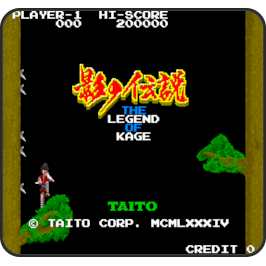 PLAYER-1 HI-SCORE
000 200000
影の伝説
THE
LEGEND
OF
KAGE
TAITO
© TAITO CORP. MCMLXXXIV
CREDIT 0